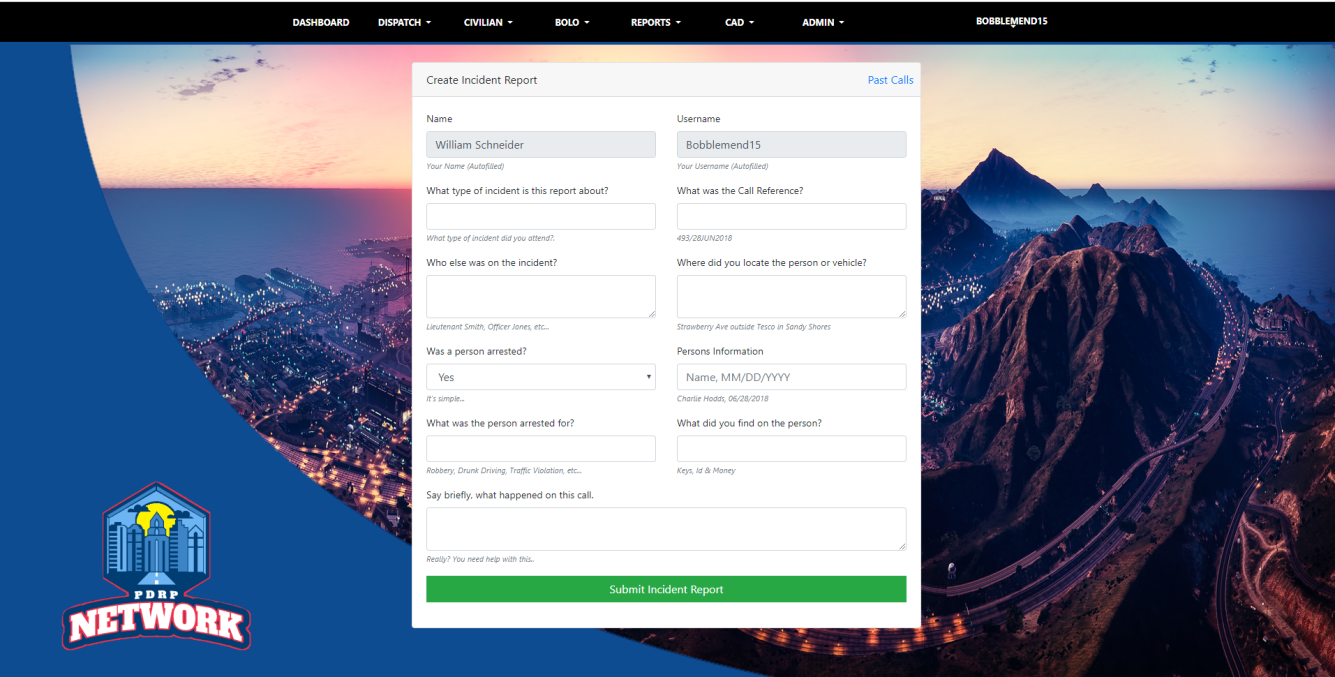 DASHBOARD DISPATCH CIVILIAN BOLO REPORTS CAD ADMIN BOBBLEMEND15
Create Incident Report Past Calls
Name Username
William Schneider Bobblemend15
Your Name (Autofilled) Your Username (Autofilled)
What type of incident is this report about? What was the Call Reference?
What type of incident did you attend?. 493/28JUN2018
Who else was on the incident? Where did you locate the person or vehicle?
Lieutenant Smith, Officer Jones, etc... Strawberry Ave outside Tesco in Sandy Shores
Was a person arrested? Persons Information
Yes Name, MM/DD/YYYY
It's simple... Charlie Hodds, 06/28/2018
What was the person arrested for? What did you find on the person?
Robbery, Drunk Driving, Traffic Violation, etc... Keys, Id & Money
Say briefly, what happened on this call.
Really? You need help with this..
Submit Incident Report
PDRP
NETWORK